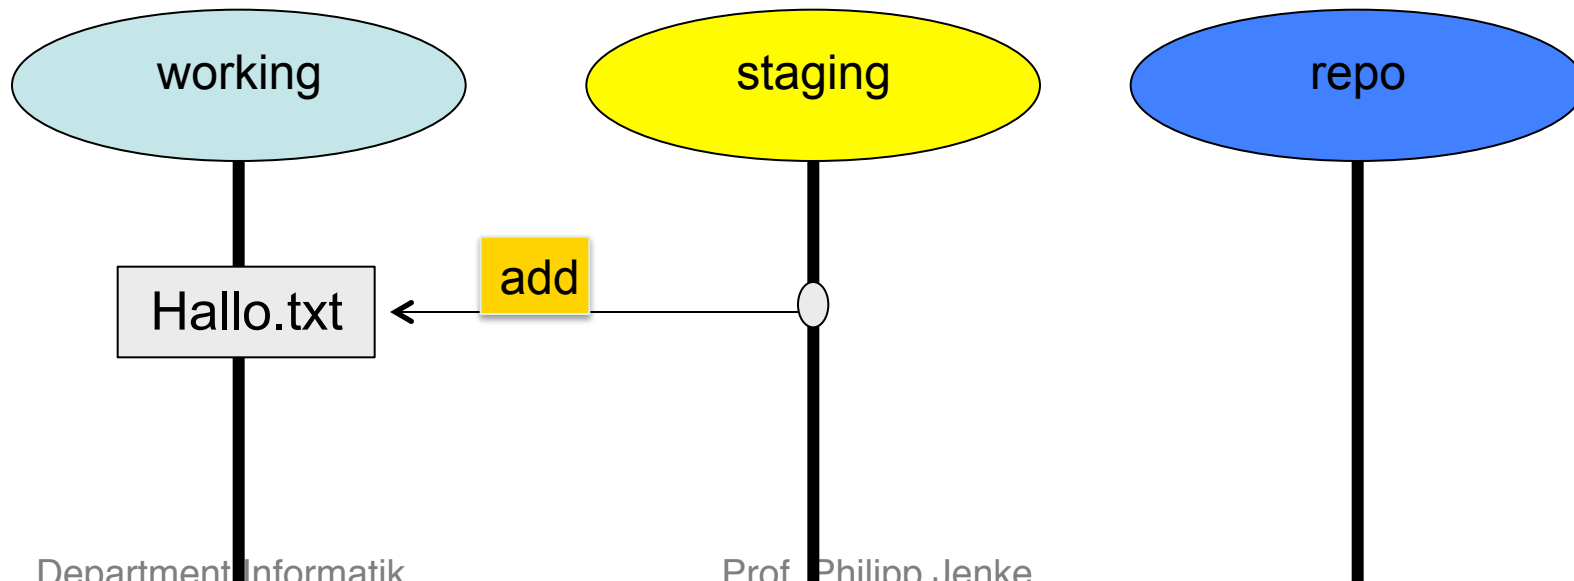 working
staging
repo
add
Hallo.txt
Department Informatik
Prof. Philipp Jenke